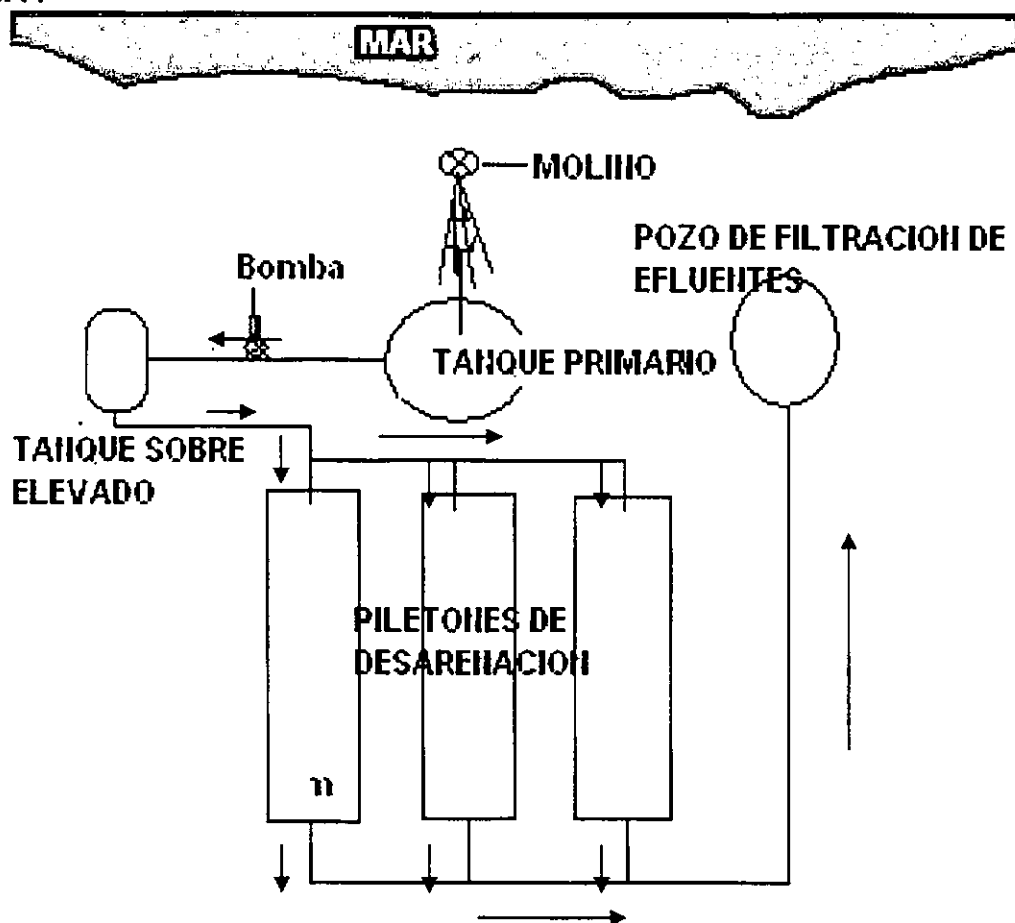 MAR
MOLINO
POZO DE FILTRACION DE
EFLUENTES
Bomba
TANQUE PRIMARIO
TANQUE SOBRE
ELEVADO
PILETONES DE
DESARENACION
n